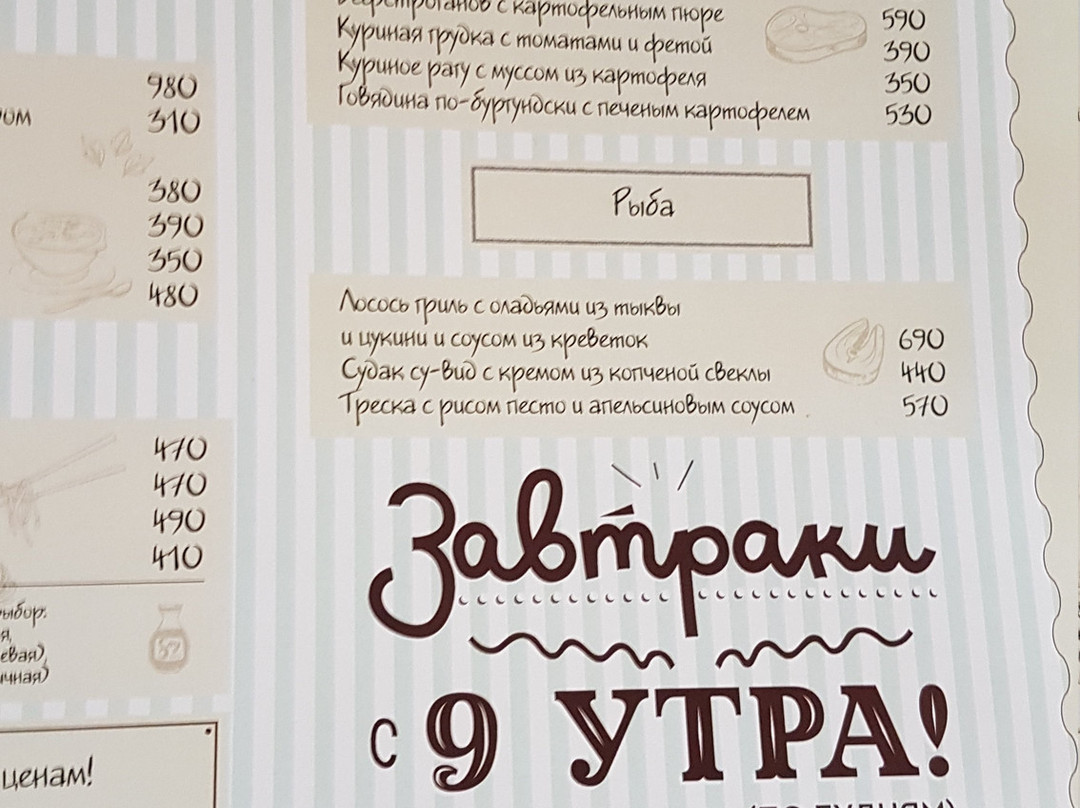 980
310
380
390
350
480
470
470
490
410
ценам!
с картофельным пюре 590
Куриная грудка с томатами и фетой 390
Куриное рагу с муссом из картофеля 350
Говядина по-бургундски с печеным картофелем 530
Рыба
Лосось гриль с оладьями из тыквы
и цукини и соусом из креветок 690
Судак су-вид с кремом из копченой свеклы 440
Треска с рисом песто и апельсиновым соусом 570
Завтраки
с 9 УТРА!